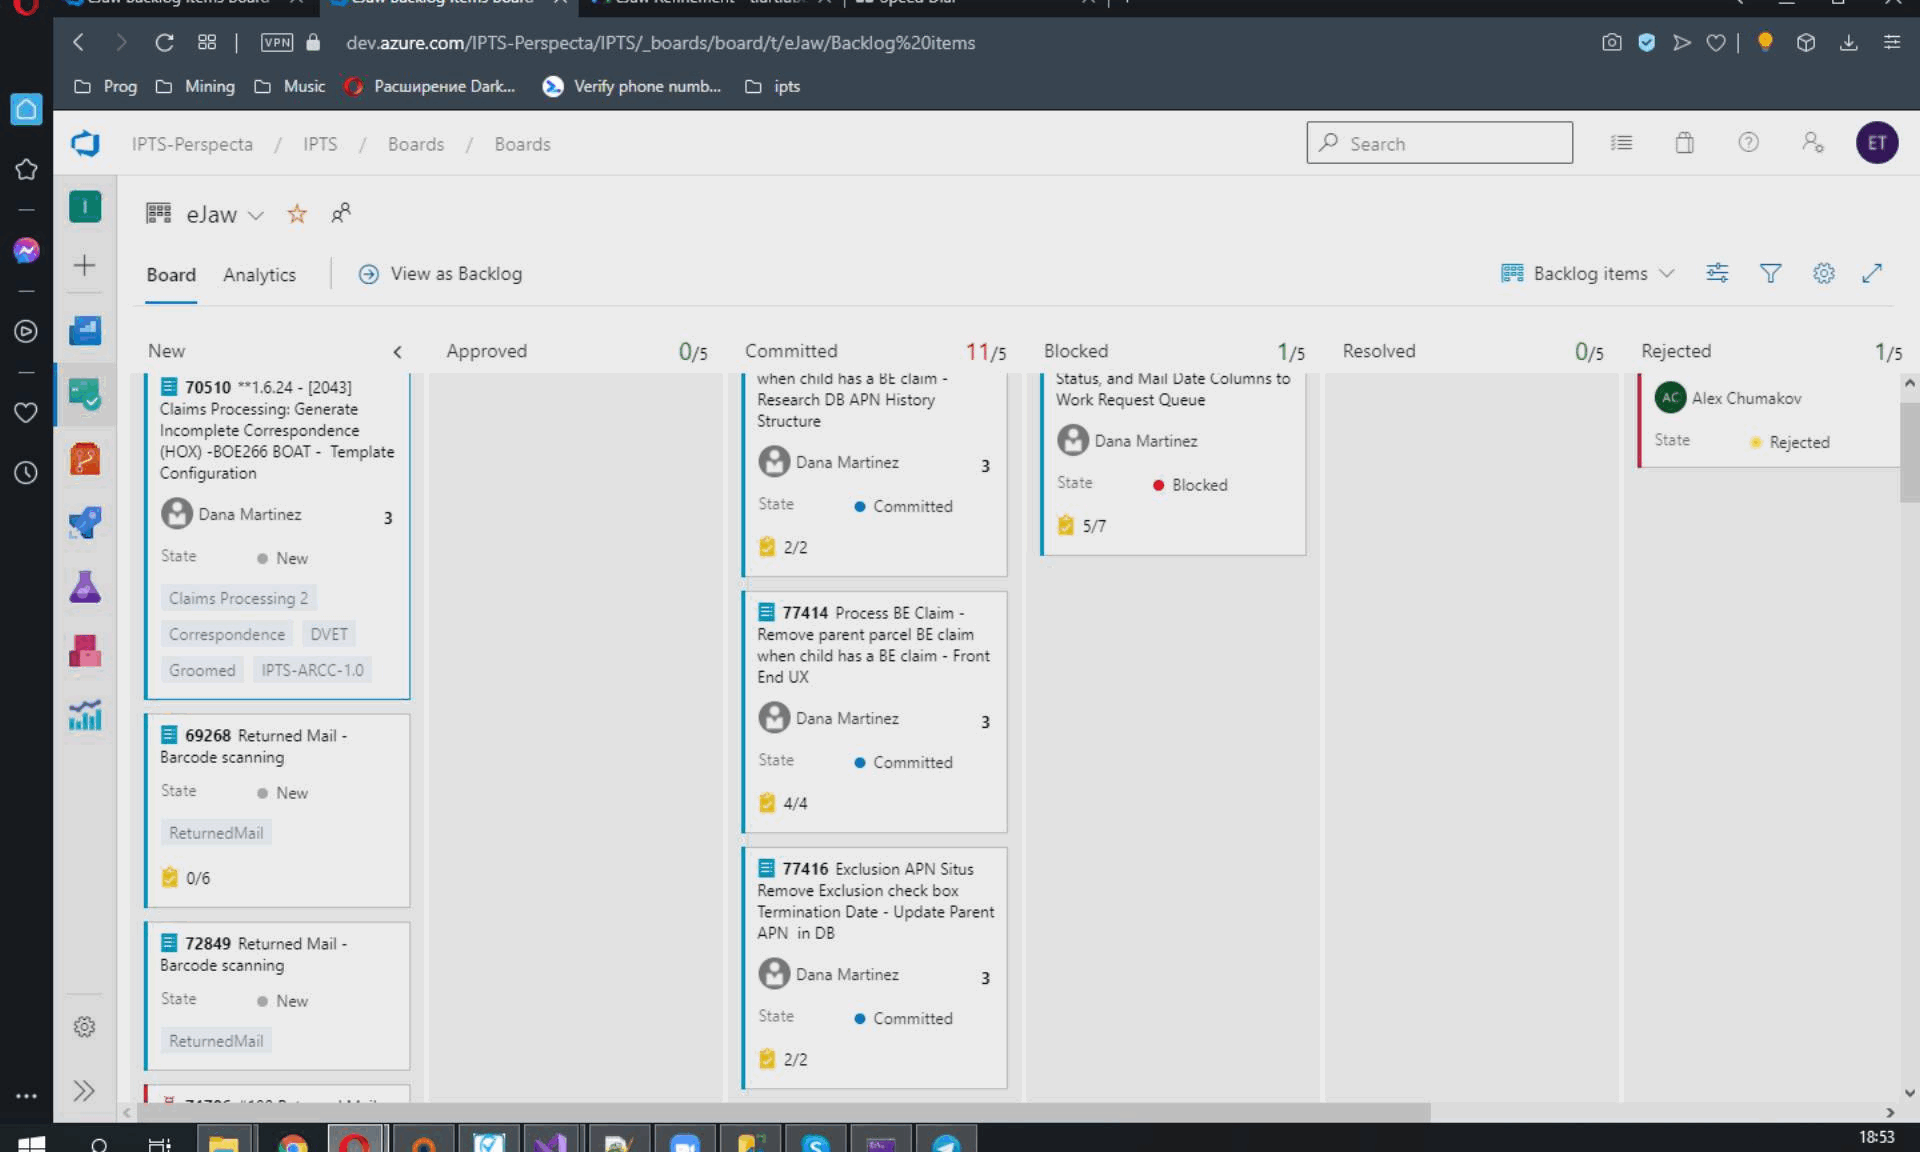 VPN dev.azure.com/IPTS-Perspecta/IPTS/_boards/board/t/eJaw/Backlog%20items
Prog Mining Music Расширение Dark... Verify phone numb... ipts
IPTS-Perspecta / IPTS / Boards / Boards Search ET
I eJaw
Board Analytics View as Backlog Backlog items
New Approved 0/5 Committed 11/5 Blocked 1/5 Resolved 0/5 Rejected 1/5
70510 **1.6.24 - [2043]
Claims Processing: Generate
Incomplete Correspondence
(HOX) -BOE266 BOAT - Template
Configuration
Dana Martinez 3
State New
Claims Processing 2
Correspondence DVET
Groomed IPTS-ARCC-1.0
69268 Returned Mail -
Barcode scanning
State New
ReturnedMail
0/6
72849 Returned Mail -
Barcode scanning
State New
ReturnedMail
when child has a BE claim -
Research DB APN History
Structure
Dana Martinez 3
State Committed
2/2
77414 Process BE Claim -
Remove parent parcel BE claim
when child has a BE claim - Front
End UX
Dana Martinez 3
State Committed
4/4
77416 Exclusion APN Situs
Remove Exclusion check box
Termination Date - Update Parent
APN in DB
Dana Martinez 3
State Committed
2/2
Status, and Mail Date Columns to
Work Request Queue
Dana Martinez
State Blocked
5/7
AC Alex Chumakov
State Rejected
18:53